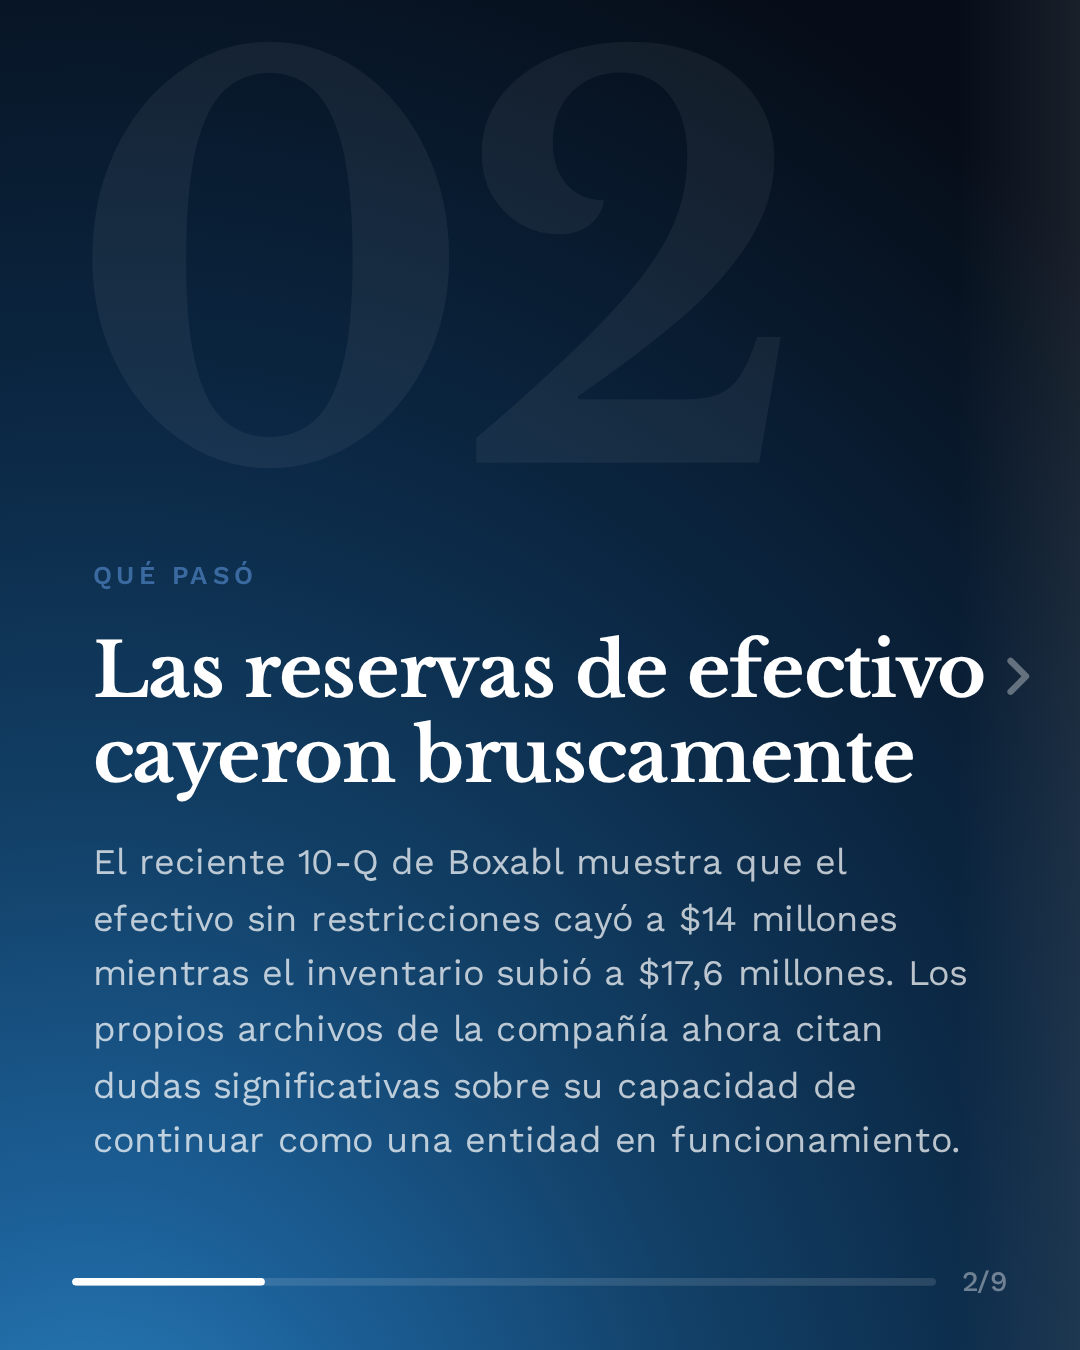 02
QUÉ PASÓ
Las reservas de efectivo
cayeron bruscamente
El reciente 10-Q de Boxabl muestra que el
efectivo sin restricciones cayó a $14 millones
mientras el inventario subió a $17,6 millones. Los
propios archivos de la compañía ahora citan
dudas significativas sobre su capacidad de
continuar como una entidad en funcionamiento.
2/9